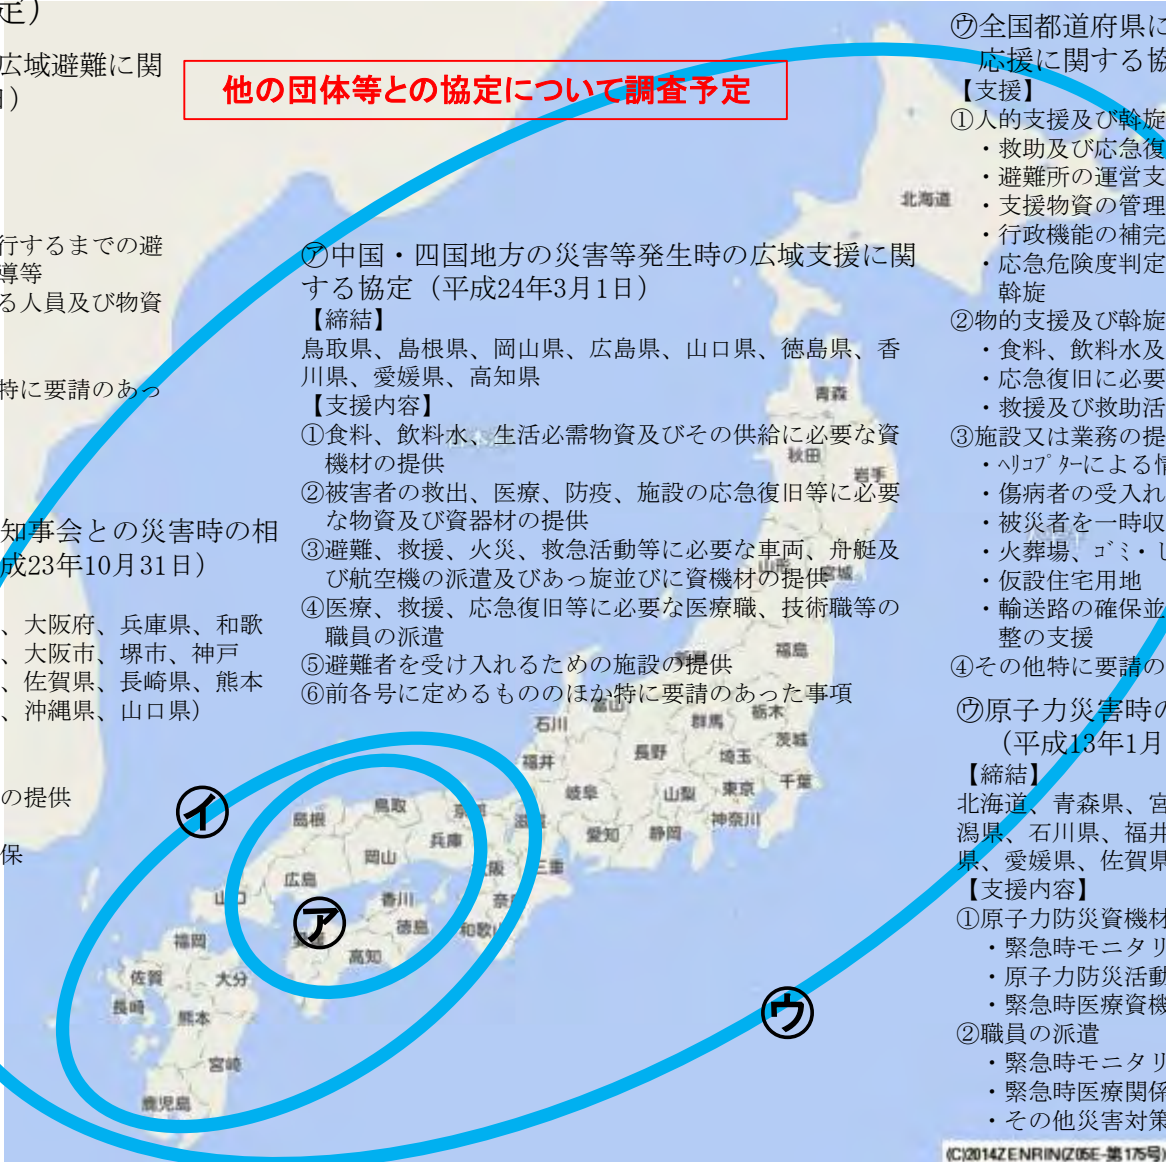 定）
広域避難に関
日）
行するまでの避
導等
る人員及び物資
特に要請のあっ
知事会との災害時の相
成23年10月31日）
、大阪府、兵庫県、和歌
、大阪市、堺市、神戸
、佐賀県、長崎県、熊本
、沖縄県、山口県）
の提供
保
他の団体等との協定について調査予定
㋐中国・四国地方の災害等発生時の広域支援に関
する協定（平成24年3月1日）
【締結】
鳥取県、島根県、岡山県、広島県、山口県、徳島県、香
川県、愛媛県、高知県
【支援内容】
①食料、飲料水、生活必需物資及びその供給に必要な資
機材の提供
②被害者の救出、医療、防疫、施設の応急復旧等に必要
な物資及び資器材の提供
③避難、救援、火災、救急活動等に必要な車両、舟艇及
び航空機の派遣及びあっ旋並びに資機材の提供
④医療、救援、応急復旧等に必要な医療職、技術職等の
職員の派遣
⑤避難者を受け入れるための施設の提供
⑥前各号に定めるもののほか特に要請のあった事項
㋒全国都道府県に
応援に関する協
【支援】
①人的支援及び斡旋
・救助及び応急復
・避難所の運営支
・支援物資の管理
・行政機能の補完
・応急危険度判定
斡旋
②物的支援及び斡旋
・食料、飲料水及
・応急復旧に必要
・救援及び救助活
③施設又は業務の提
・ﾍﾘｺﾌﾟﾀｰによる情
・傷病者の受入れ
・被災者を一時収
・火葬場、ｺﾞﾐ・し
・仮設住宅用地
・輸送路の確保並
整の支援
④その他特に要請の
㋒原子力災害時の
（平成13年1月
【締結】
北海道、青森県、宮
潟県、石川県、福井
県、愛媛県、佐賀県
【支援内容】
①原子力防災資機材
・緊急時モニタリ
・原子力防災活動
・緊急時医療資機
②職員の派遣
・緊急時モニタリ
・緊急時医療関係
・その他災害対策
北海道
青森
秋田
岩手
山形
宮城
福島
富山
石川
群馬
栃木
茨城
福井
長野
埼玉
岐阜
山梨
東京
千葉
愛知
静岡
神奈川
鳥取
島根
京都
滋賀
兵庫
岡山
大阪
三重
広島
香川
奈良
山口
徳島
和歌山
高知
福岡
佐賀
大分
長崎
熊本
宮崎
鹿児島
㋑
㋐
㋒
(C)2014ZENRIN(Z05E-第175号)